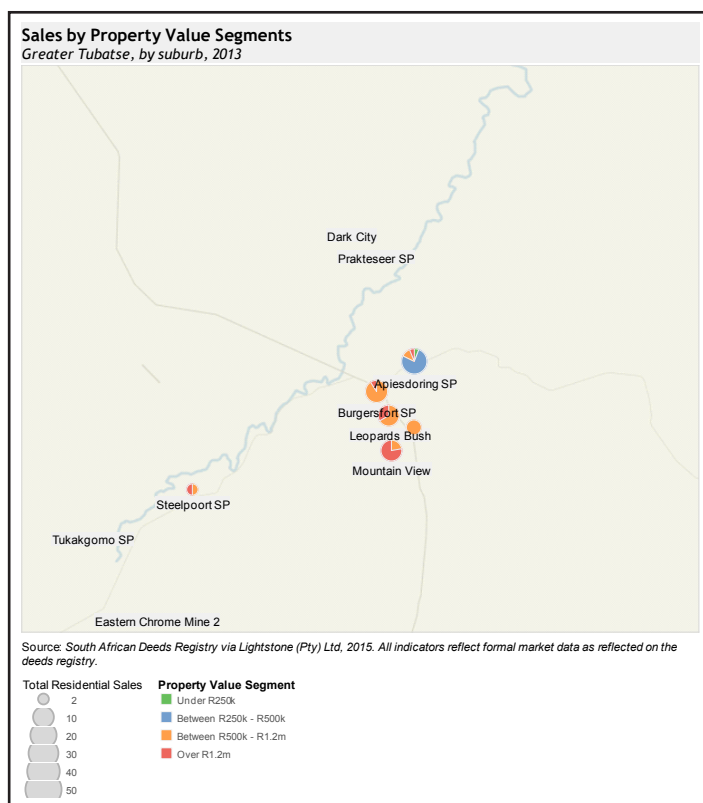 Sales by Property Value Segments
Greater Tubatse, by suburb, 2013
Dark City
Prakteseer SP
Apiesdoring SP
Burgersfort SP
Leopards Bush
Mountain View
Steelpoort SP
Tukakgomo SP
Eastern Chrome Mine 2
Source: South African Deeds Registry via Lightstone (Pty) Ltd, 2015. All indicators reflect formal market data as reflected on the
deeds registry.
Total Residential Sales
2
10
20
30
40
50
Property Value Segment
Under R250k
Between R250k - R500k
Between R500k - R1.2m
Over R1.2m